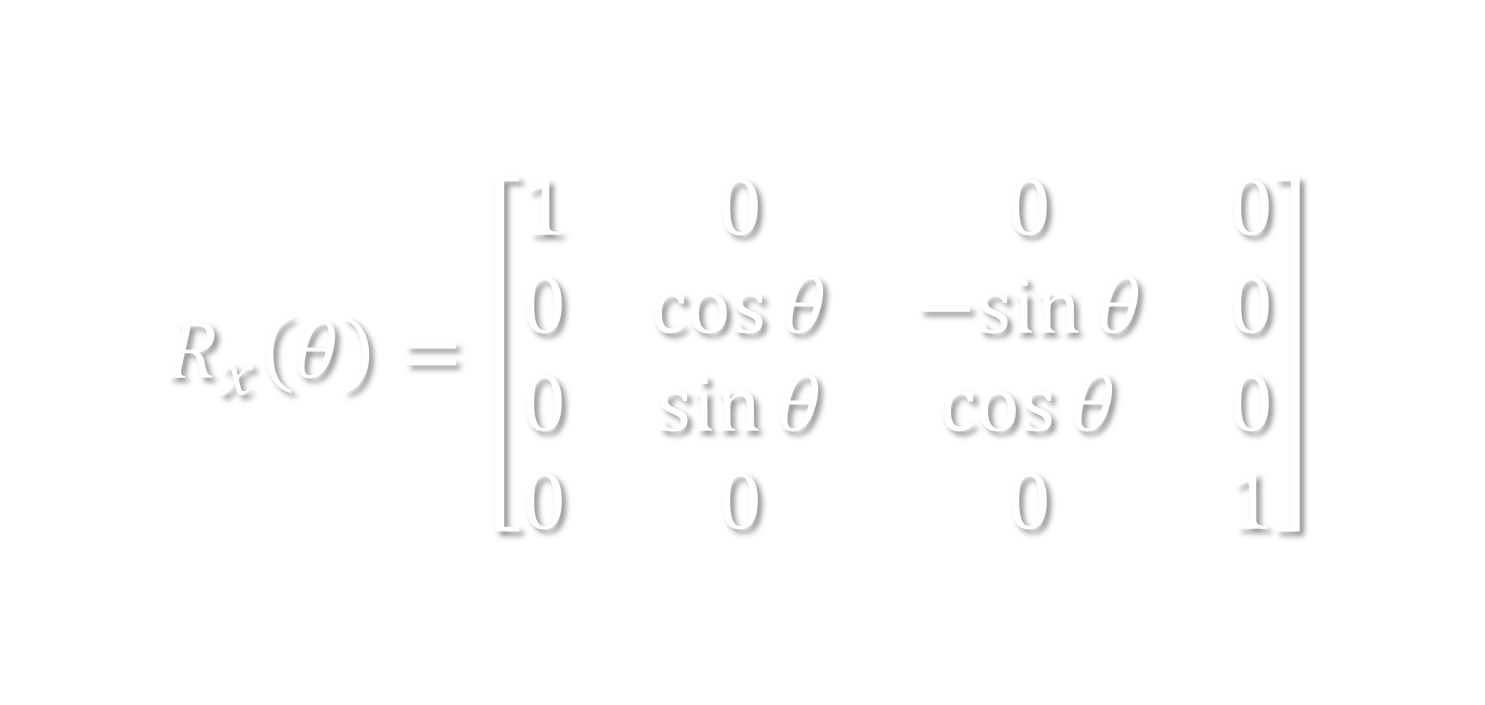 1 0 0 0
0 cos θ −sin θ 0
R_x(θ) =
0 sin θ cos θ 0
0 0 0 1